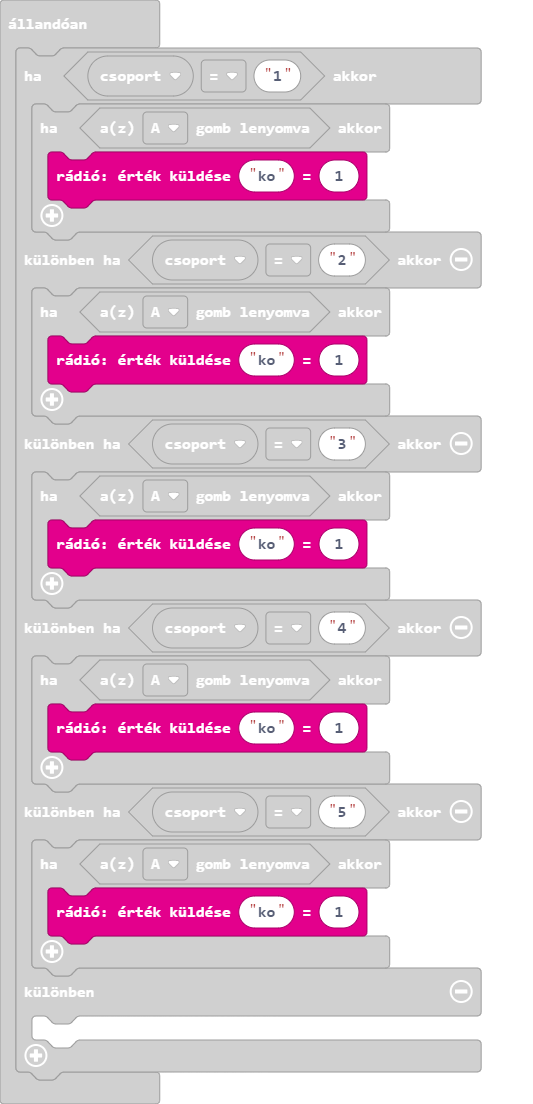 állandóan
ha csoport = "1" akkor
ha a(z) A gomb lenyomva akkor
rádió: érték küldése "ko" = 1
különben ha csoport = "2" akkor
ha a(z) A gomb lenyomva akkor
rádió: érték küldése "ko" = 1
különben ha csoport = "3" akkor
ha a(z) A gomb lenyomva akkor
rádió: érték küldése "ko" = 1
különben ha csoport = "4" akkor
ha a(z) A gomb lenyomva akkor
rádió: érték küldése "ko" = 1
különben ha csoport = "5" akkor
ha a(z) A gomb lenyomva akkor
rádió: érték küldése "ko" = 1
különben